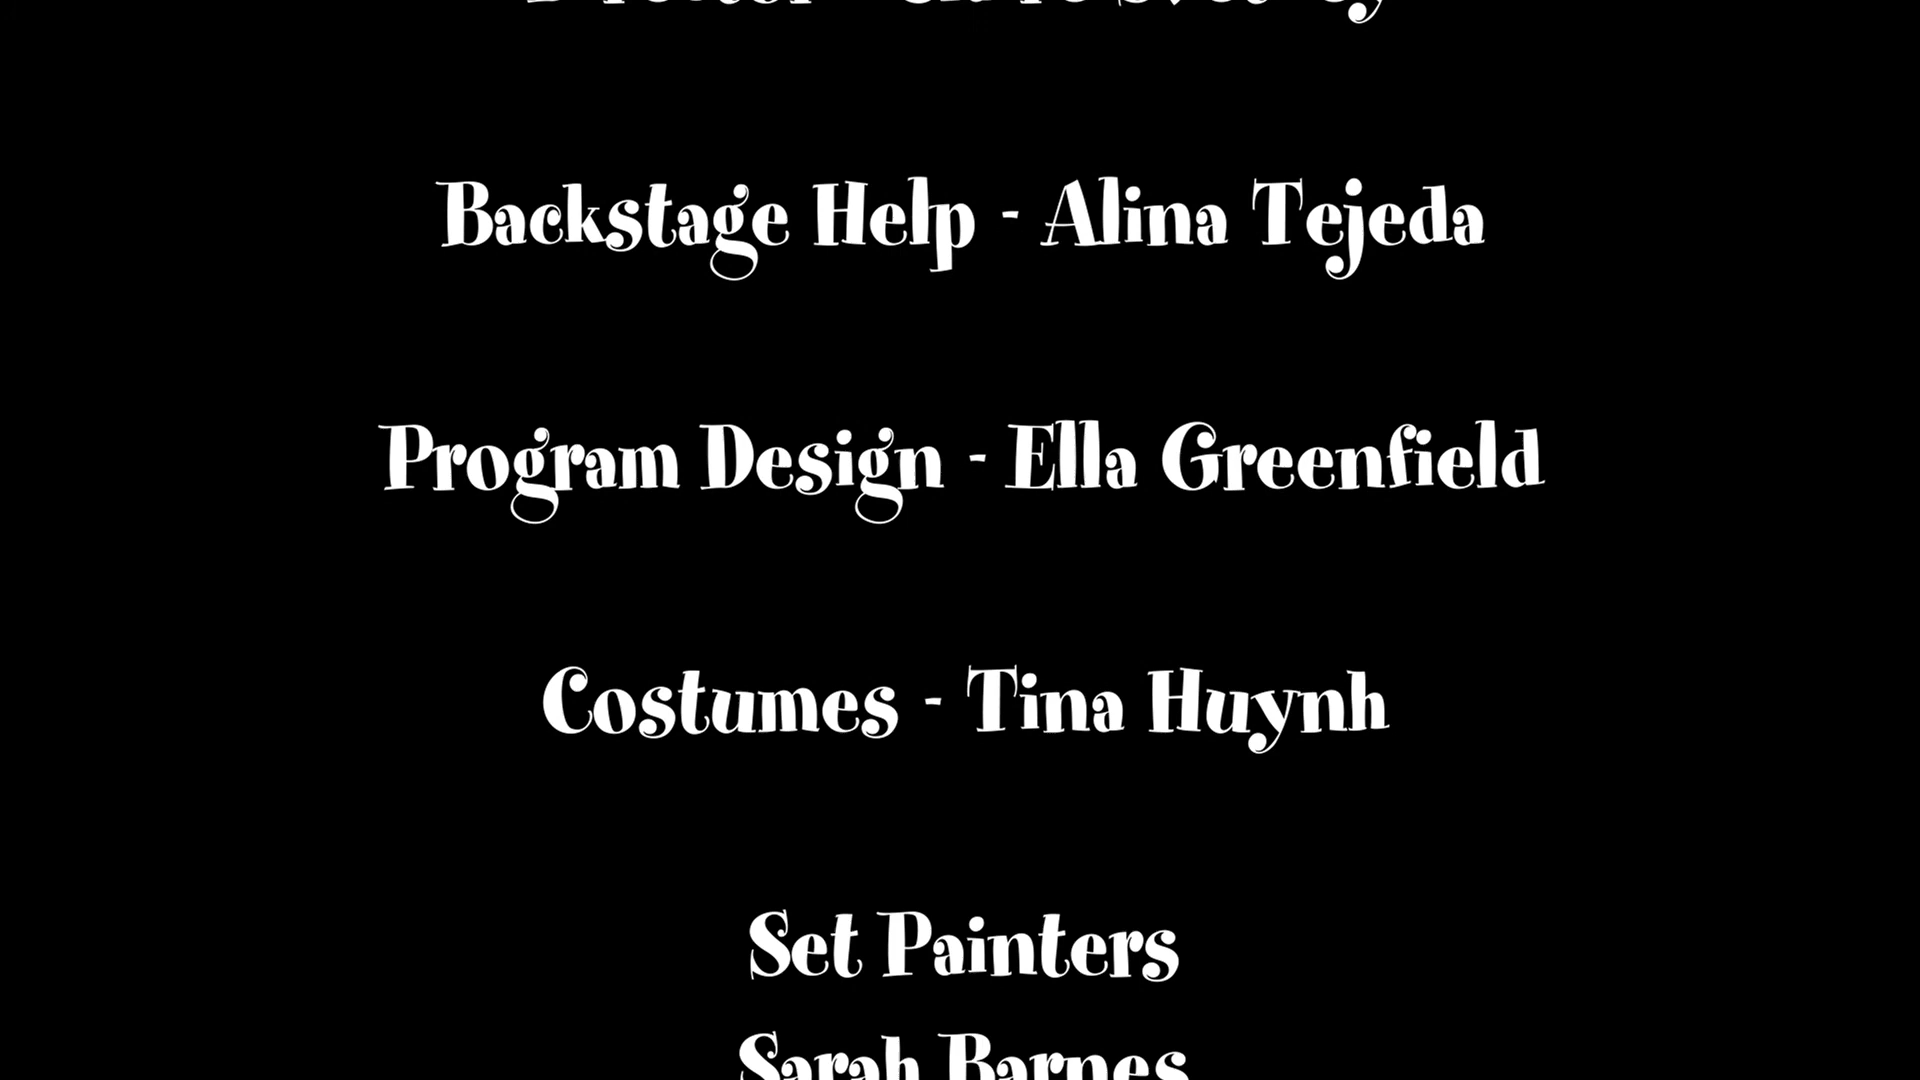 Backstage Help - Alina Tejeda
Program Design - Ella Greenfield
Costumes - Tina Huynh
Set Painters
Sarah Barnes